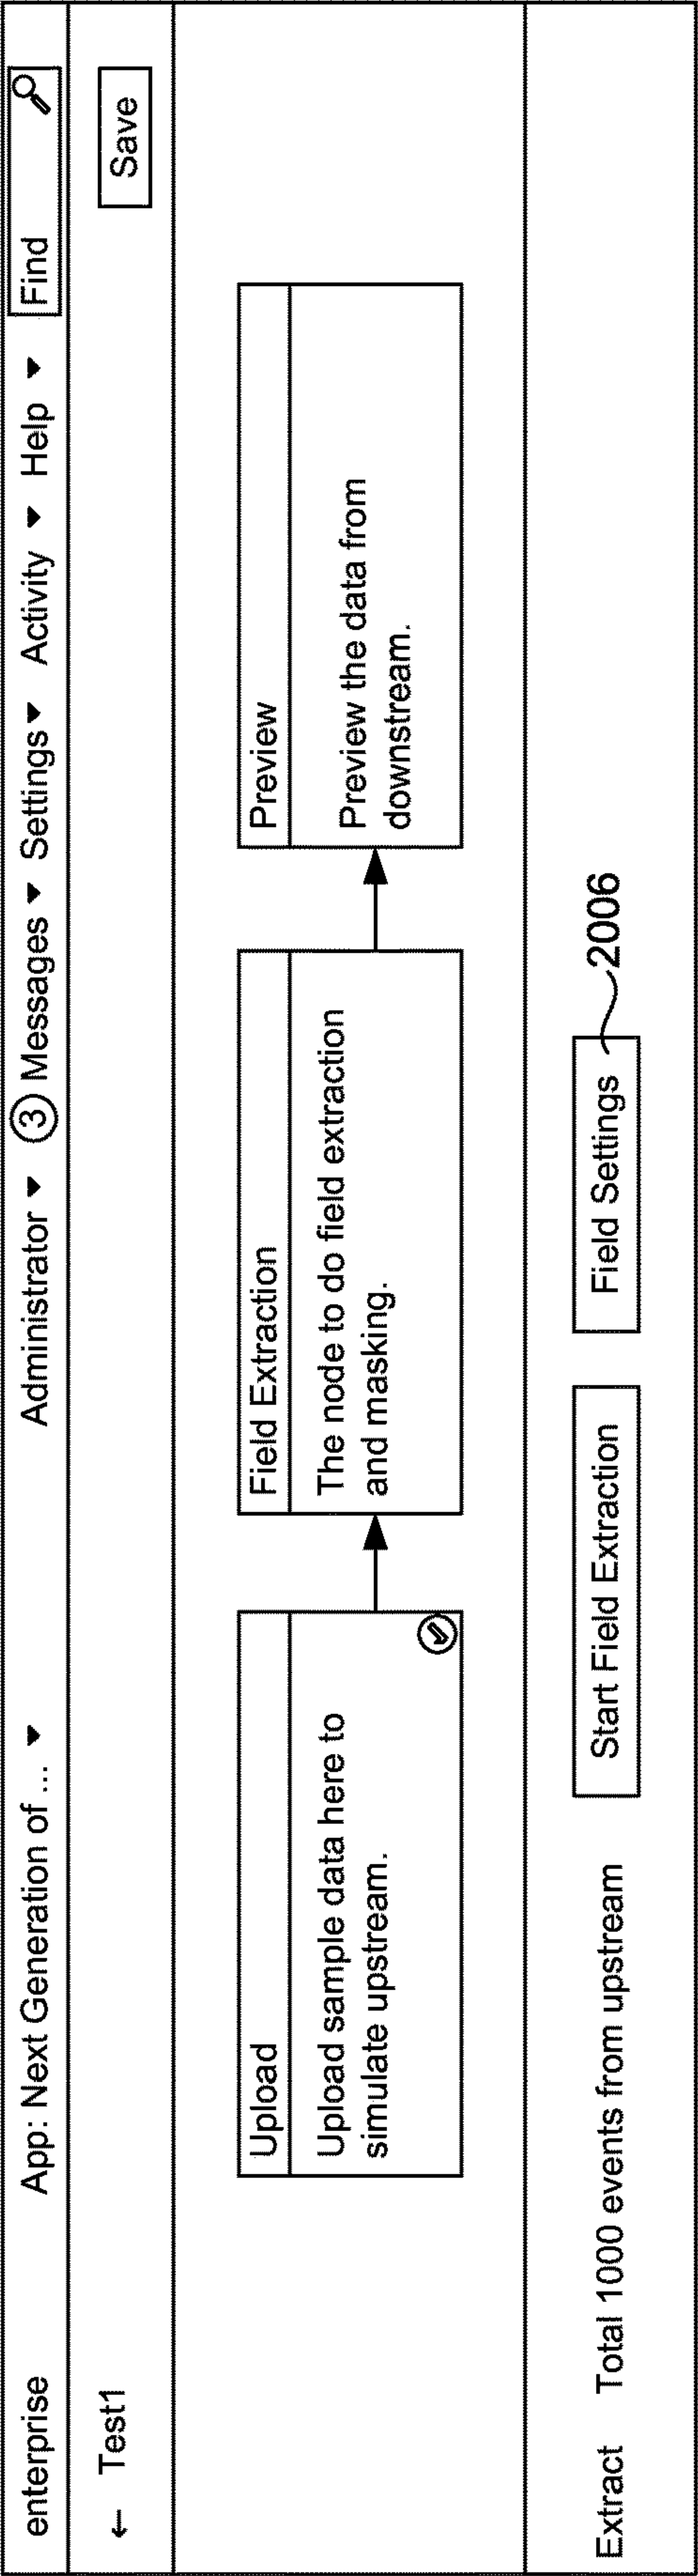 enterprise App: Next Generation of ... Administrator 3 Messages Settings Activity Help Find
← Test1 Save
Upload
Upload sample data here to
simulate upstream.
Field Extraction
The node to do field extraction
and masking.
Preview
Preview the data from
downstream.
Extract Total 1000 events from upstream Start Field Extraction Field Settings 2006